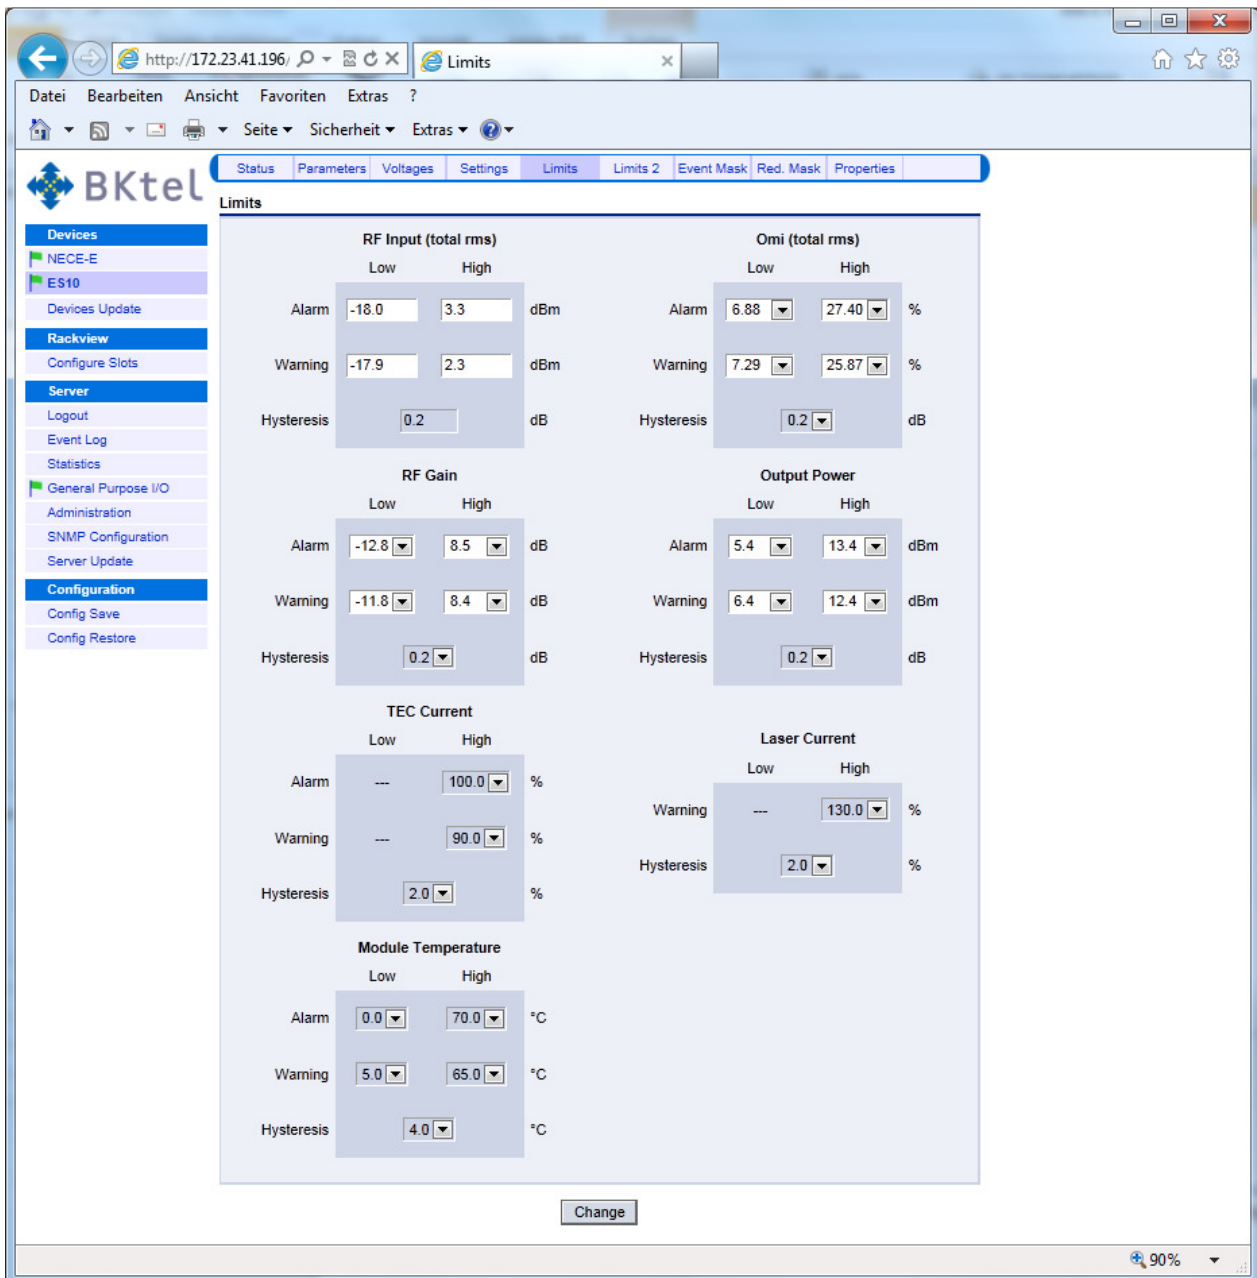 http://172.23.41.196/
Limits
Datei Bearbeiten Ansicht Favoriten Extras ?
Seite Sicherheit Extras
BKtel
Status Parameters Voltages Settings Limits Limits 2 Event Mask Red. Mask Properties
Limits
Devices
NECE-E
ES10
Devices Update
Rackview
Configure Slots
Server
Logout
Event Log
Statistics
General Purpose I/O
Administration
SNMP Configuration
Server Update
Configuration
Config Save
Config Restore
RF Input (total rms)
Low High
Alarm -18.0 3.3 dBm
Warning -17.9 2.3 dBm
Hysteresis 0.2 dB
Omi (total rms)
Low High
Alarm 6.88 27.40 %
Warning 7.29 25.87 %
Hysteresis 0.2 dB
RF Gain
Low High
Alarm -12.8 8.5 dB
Warning -11.8 8.4 dB
Hysteresis 0.2 dB
Output Power
Low High
Alarm 5.4 13.4 dBm
Warning 6.4 12.4 dBm
Hysteresis 0.2 dB
TEC Current
Low High
Alarm --- 100.0 %
Warning --- 90.0 %
Hysteresis 2.0 %
Laser Current
Low High
Warning --- 130.0 %
Hysteresis 2.0 %
Module Temperature
Low High
Alarm 0.0 70.0 °C
Warning 5.0 65.0 °C
Hysteresis 4.0 °C
Change
90%